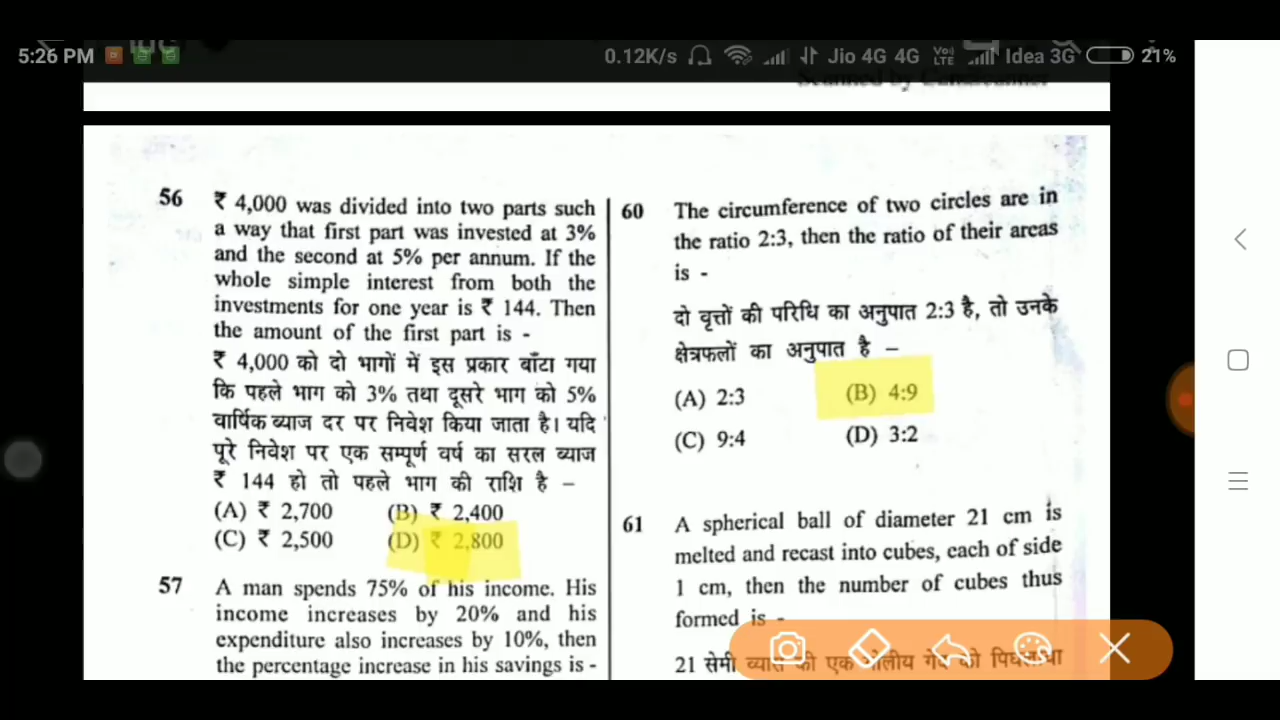 5:26 PM
0.12K/s Jio 4G 4G Vo) LTE Idea 3G 21%
Scanned by CamScanner
56 ₹ 4,000 was divided into two parts such
a way that first part was invested at 3%
and the second at 5% per annum. If the
whole simple interest from both the
investments for one year is ₹ 144. Then
the amount of the first part is -
₹ 4,000 को दो भागों में इस प्रकार बाँटा गया
कि पहले भाग को 3% तथा दूसरे भाग को 5%
वार्षिक ब्याज दर पर निवेश किया जाता है। यदि
पूरे निवेश पर एक सम्पूर्ण वर्ष का सरल ब्याज
₹ 144 हो तो पहले भाग की राशि है –
(A) ₹ 2,700 (B) ₹ 2,400
(C) ₹ 2,500 (D) ₹ 2,800
57 A man spends 75% of his income. His
income increases by 20% and his
expenditure also increases by 10%, then
the percentage increase in his savings is -
60 The circumference of two circles are in
the ratio 2:3, then the ratio of their areas
is -
दो वृत्तों की परिधि का अनुपात 2:3 है, तो उनके
क्षेत्रफलों का अनुपात है –
(A) 2:3 (B) 4:9
(C) 9:4 (D) 3:2
61 A spherical ball of diameter 21 cm is
melted and recast into cubes, each of side
1 cm, then the number of cubes thus
formed is -
21 सेमी व्यास की एक गोलीय गेंद को